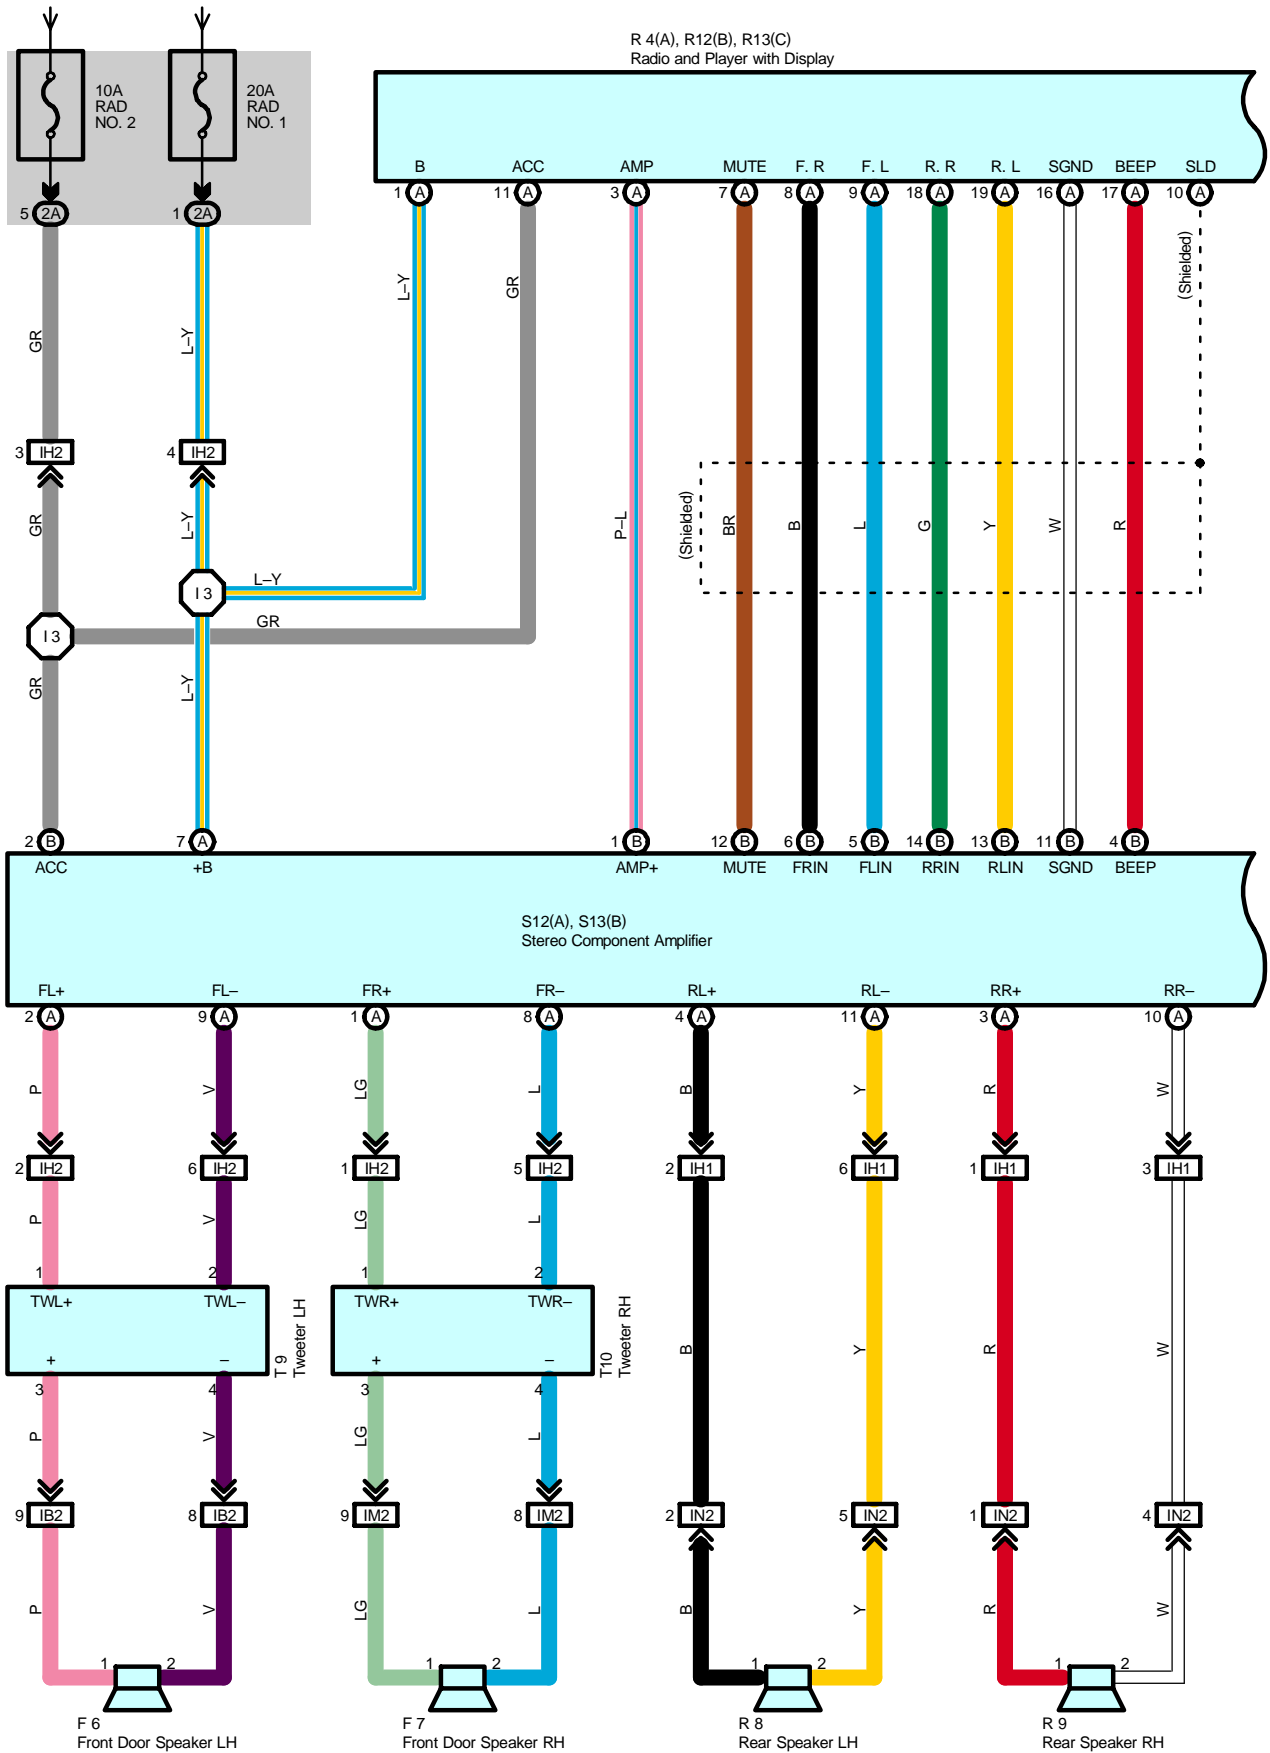 R 4(A), R12(B), R13(C)
Radio and Player with Display
10A
RAD
NO. 2
20A
RAD
NO. 1
B ACC AMP MUTE F. R F. L R. R R. L SGND BEEP SLD
1 A 11 A 3 A 7 A 8 A 9 A 18 A 19 A 16 A 17 A 10 A
5 2A 1 2A
(Shielded)
L–Y GR
GR L–Y
3 IH2 4 IH2
GR L–Y P–L (Shielded) BR B L G Y W R
L–Y
I 3
GR
I 3
GR L–Y
2 B 7 A 1 B 12 B 6 B 5 B 14 B 13 B 11 B 4 B
ACC +B AMP+ MUTE FRIN FLIN RRIN RLIN SGND BEEP
S12(A), S13(B)
Stereo Component Amplifier
FL+ FL– FR+ FR– RL+ RL– RR+ RR–
2 A 9 A 1 A 8 A 4 A 11 A 3 A 10 A
P V LG L B Y R W
2 IH2 6 IH2 1 IH2 5 IH2 2 IH1 6 IH1 1 IH1 3 IH1
P V LG L
1 2 1 2
TWL+ TWL– TWR+ TWR–
T 9
Tweeter LH
T10
Tweeter RH
B Y R W
+ – + –
3 4 3 4
P V LG L
9 IB2 8 IB2 9 IM2 8 IM2 2 IN2 5 IN2 1 IN2 4 IN2
P V LG L B Y R W
1 2 1 2 1 2 1 2
F 6
Front Door Speaker LH
F 7
Front Door Speaker RH
R 8
Rear Speaker LH
R 9
Rear Speaker RH